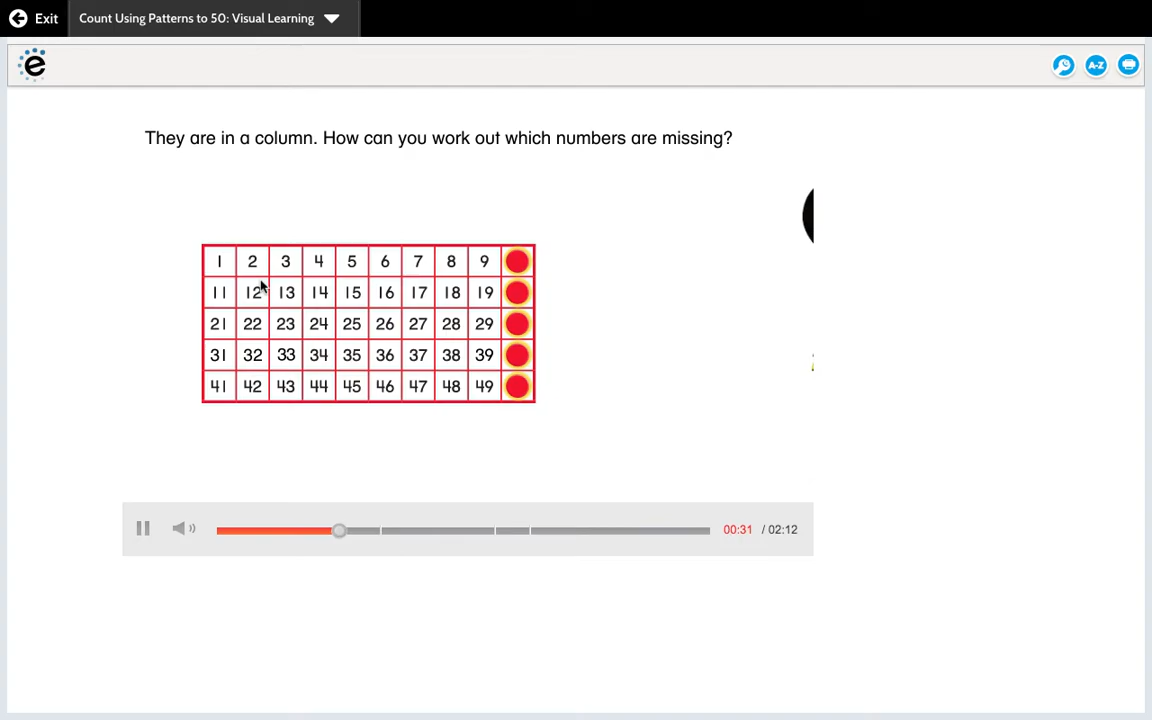 Exit
Count Using Patterns to 50: Visual Learning
e
A-Z
They are in a column. How can you work out which numbers are missing?
1 2 3 4 5 6 7 8 9
11 12 13 14 15 16 17 18 19
21 22 23 24 25 26 27 28 29
31 32 33 34 35 36 37 38 39
41 42 43 44 45 46 47 48 49
00:31 / 02:12